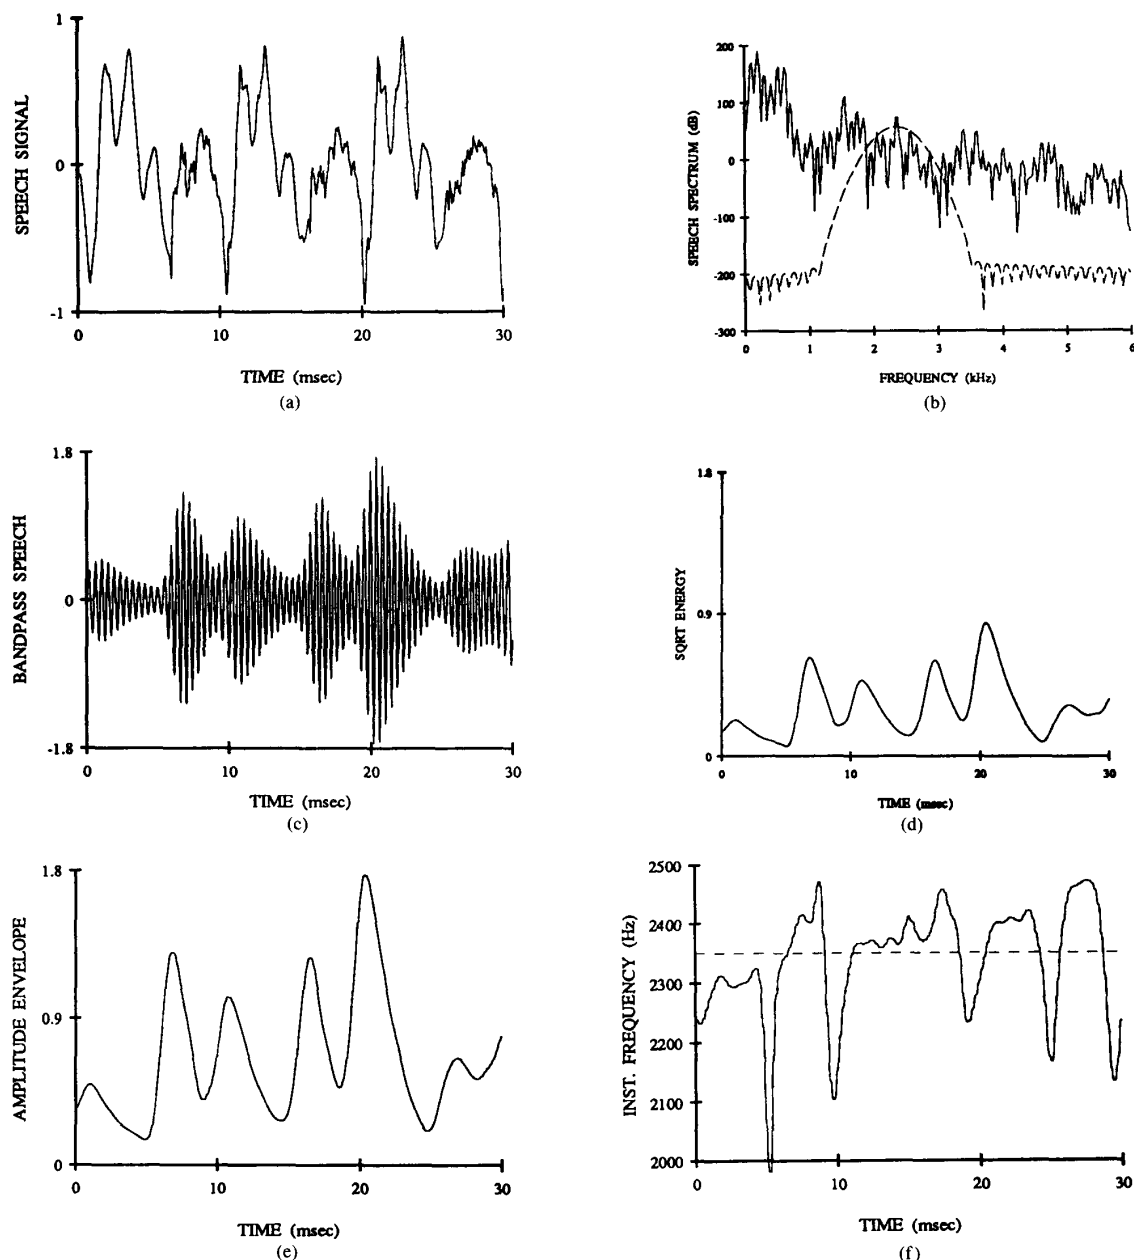 1
SPEECH SIGNAL
0
-1
0
10
20
30
TIME (msec)
(a)
200
100
SPEECH SPECTRUM (dB)
0
-100
-200
-300
0
1
2
3
4
5
6
FREQUENCY (kHz)
(b)
1.8
BANDPASS SPEECH
0
-1.8
0
10
20
30
TIME (msec)
(c)
1.8
SQRT ENERGY
0.9
0
0
10
20
30
TIME (msec)
(d)
1.8
AMPLITUDE ENVELOPE
0.9
0
0
10
20
30
TIME (msec)
(e)
2500
2400
INST. FREQUENCY (Hz)
2300
2200
2100
2000
0
10
20
30
TIME (msec)
(f)